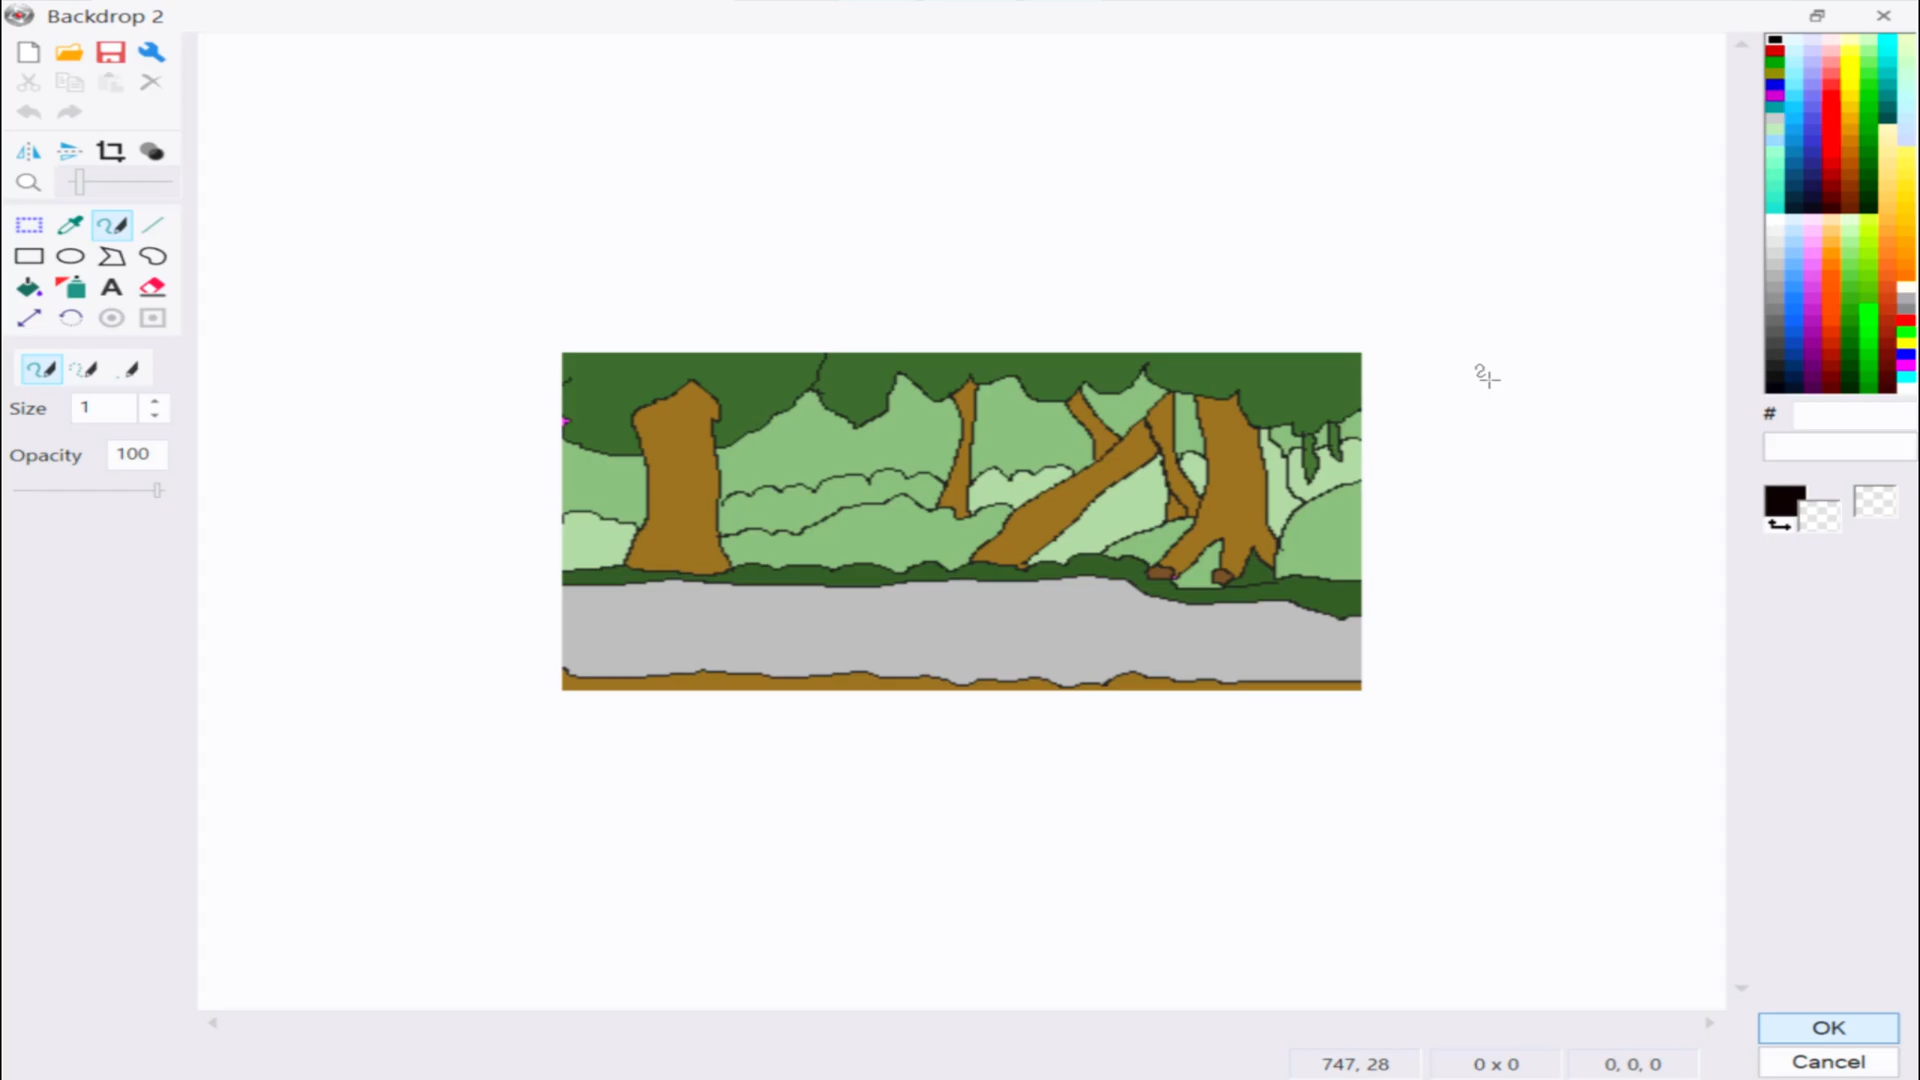 Backdrop 2
A
Size 1
Opacity 100
#
OK
Cancel
747, 28 0 x 0 0, 0, 0